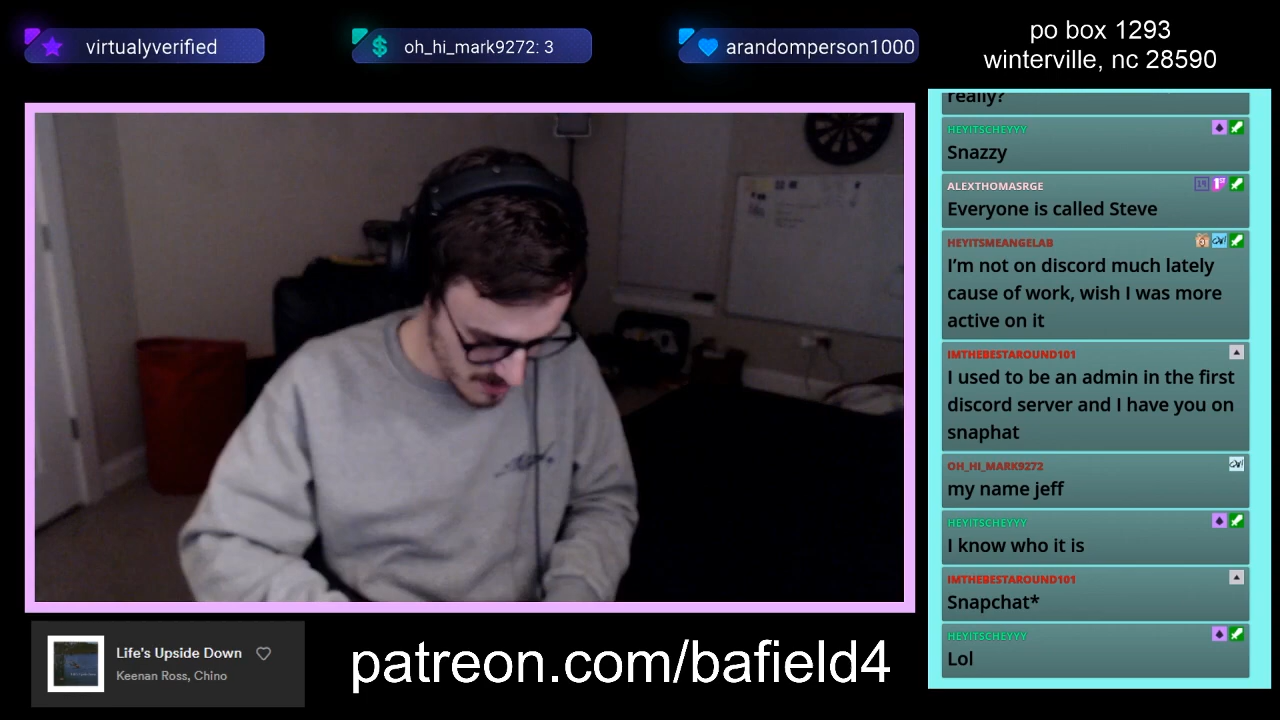 virtualyverified
oh_hi_mark9272: 3
arandomperson1000
po box 1293
winterville, nc 28590
really?
HEYITSCHEYYY
Snazzy
ALEXTHOMASRGE
Everyone is called Steve
HEYITSMEANGELAB
I'm not on discord much lately
cause of work, wish I was more
active on it
IMTHEBESTAROUND101
I used to be an admin in the first
discord server and I have you on
snaphat
OH_HI_MARK9272
my name jeff
HEYITSCHEYYY
I know who it is
IMTHEBESTAROUND101
Snapchat*
HEYITSCHEYYY
Lol
Life's Upside Down
Keenan Ross, Chino
patreon.com/bafield4